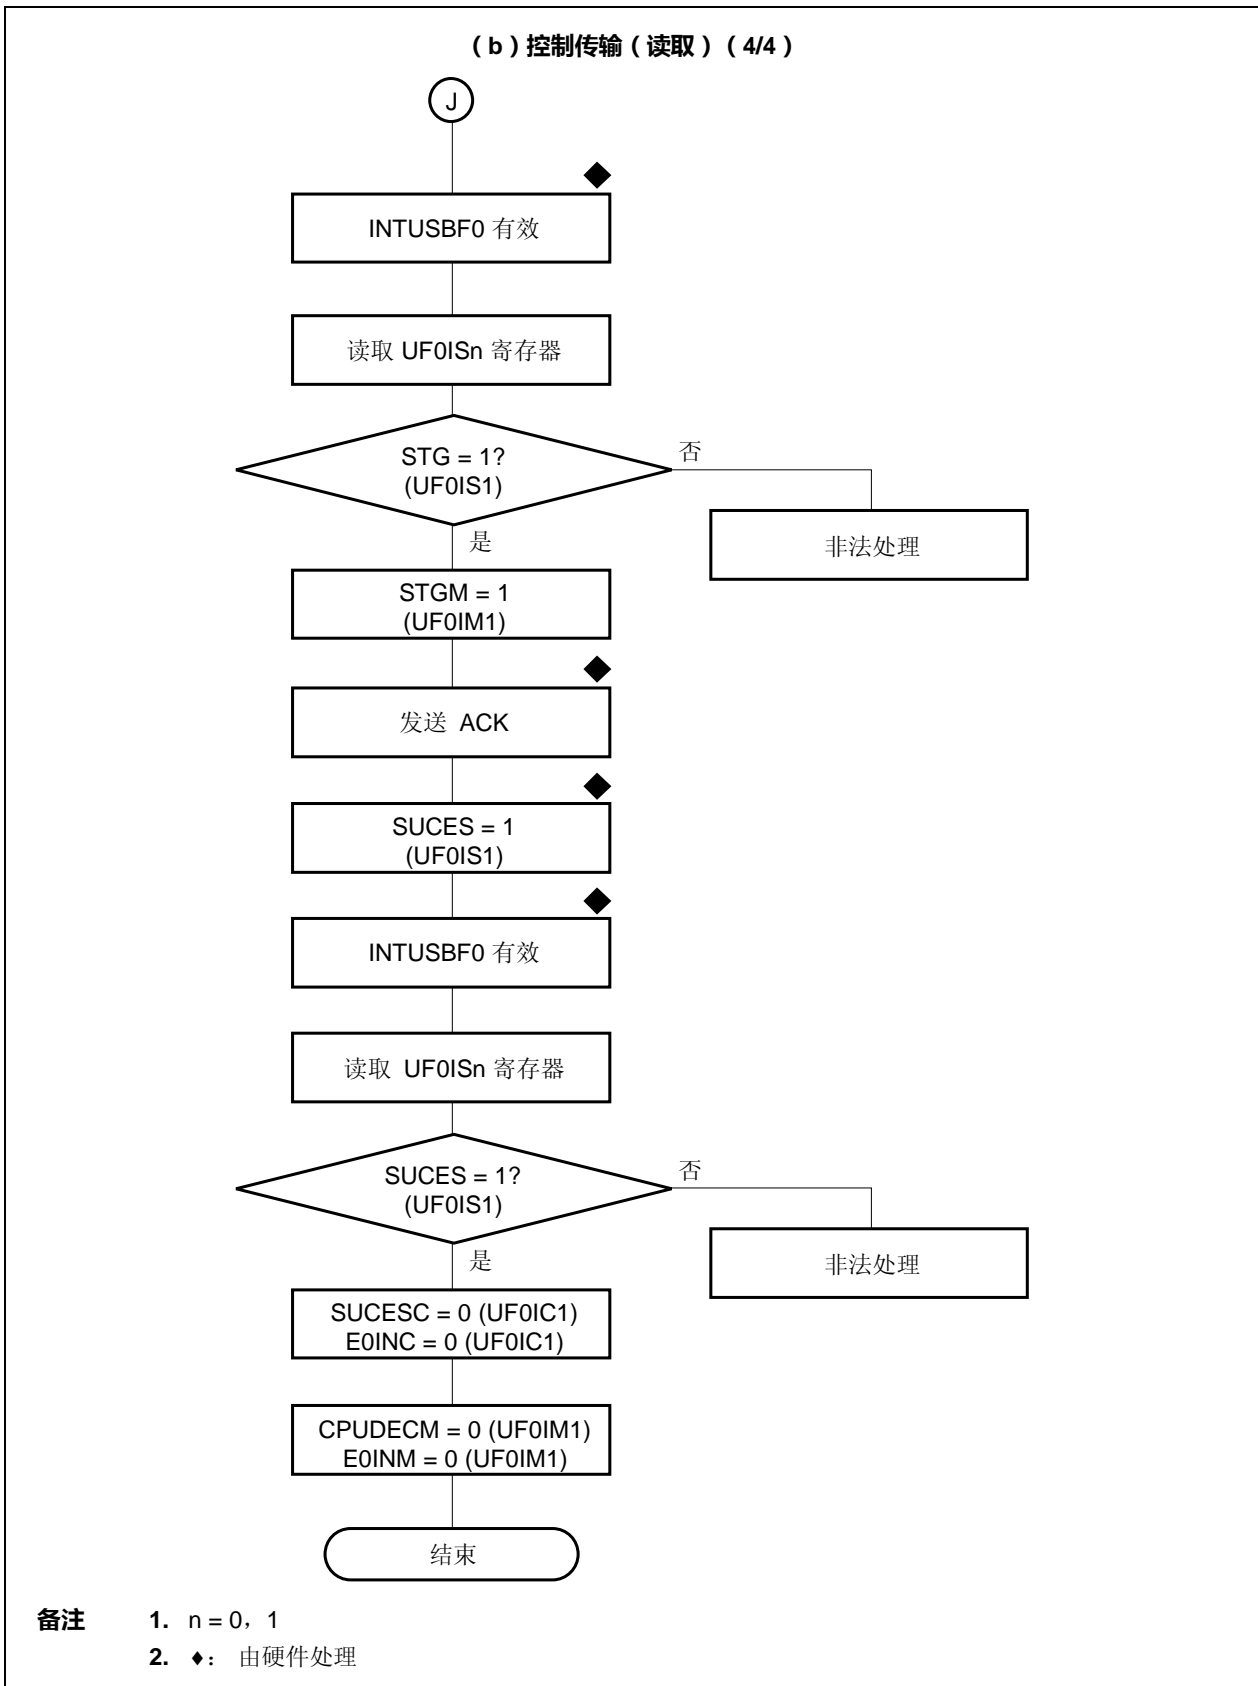 （b）控制传输（读取）（4/4）
J
INTUSBF0 有效
读取 UF0ISn 寄存器
STG = 1?
(UF0IS1)
否
非法处理
是
STGM = 1
(UF0IM1)
发送 ACK
SUCES = 1
(UF0IS1)
INTUSBF0 有效
读取 UF0ISn 寄存器
SUCES = 1?
(UF0IS1)
否
非法处理
是
SUCESC = 0 (UF0IC1)
E0INC = 0 (UF0IC1)
CPUDECM = 0 (UF0IM1)
E0INM = 0 (UF0IM1)
结束
备注 1. n = 0，1
2. ♦： 由硬件处理